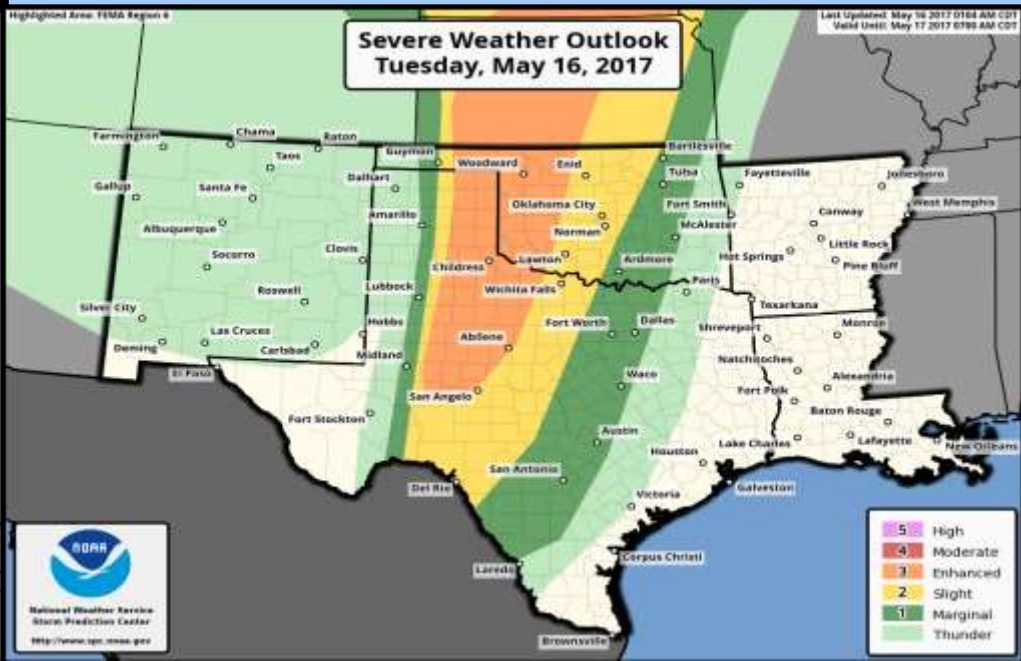 Highlighted Area: FEMA Region 6
Last Updated: May 16 2017 0104 AM CDT
Valid Until: May 17 2017 0700 AM CDT
Severe Weather Outlook
Tuesday, May 16, 2017
Farmington
Chama
Raton
Guymon
Bartlesville
Taos
Woodward
Enid
Tulsa
Fayetteville
Jonesboro
Gallup
Santa Fe
Dalhart
Oklahoma City
Fort Smith
West Memphis
Albuquerque
Amarillo
Norman
McAlester
Conway
Socorro
Clovis
Childress
Lawton
Ardmore
Hot Springs
Little Rock
Pine Bluff
Roswell
Lubbock
Wichita Falls
Paris
Texarkana
Silver City
Las Cruces
Hobbs
Fort Worth
Dallas
Shreveport
Monroe
Deming
Carlsbad
Midland
Abilene
Natchitoches
El Paso
San Angelo
Waco
Fort Polk
Alexandria
Fort Stockton
Austin
Baton Rouge
Houston
Lake Charles
Lafayette
New Orleans
Del Rio
San Antonio
Galveston
Victoria
Laredo
Corpus Christi
Brownsville
NOAA
National Weather Service
Storm Prediction Center
http://www.spc.noaa.gov
5 High
4 Moderate
3 Enhanced
2 Slight
1 Marginal
Thunder